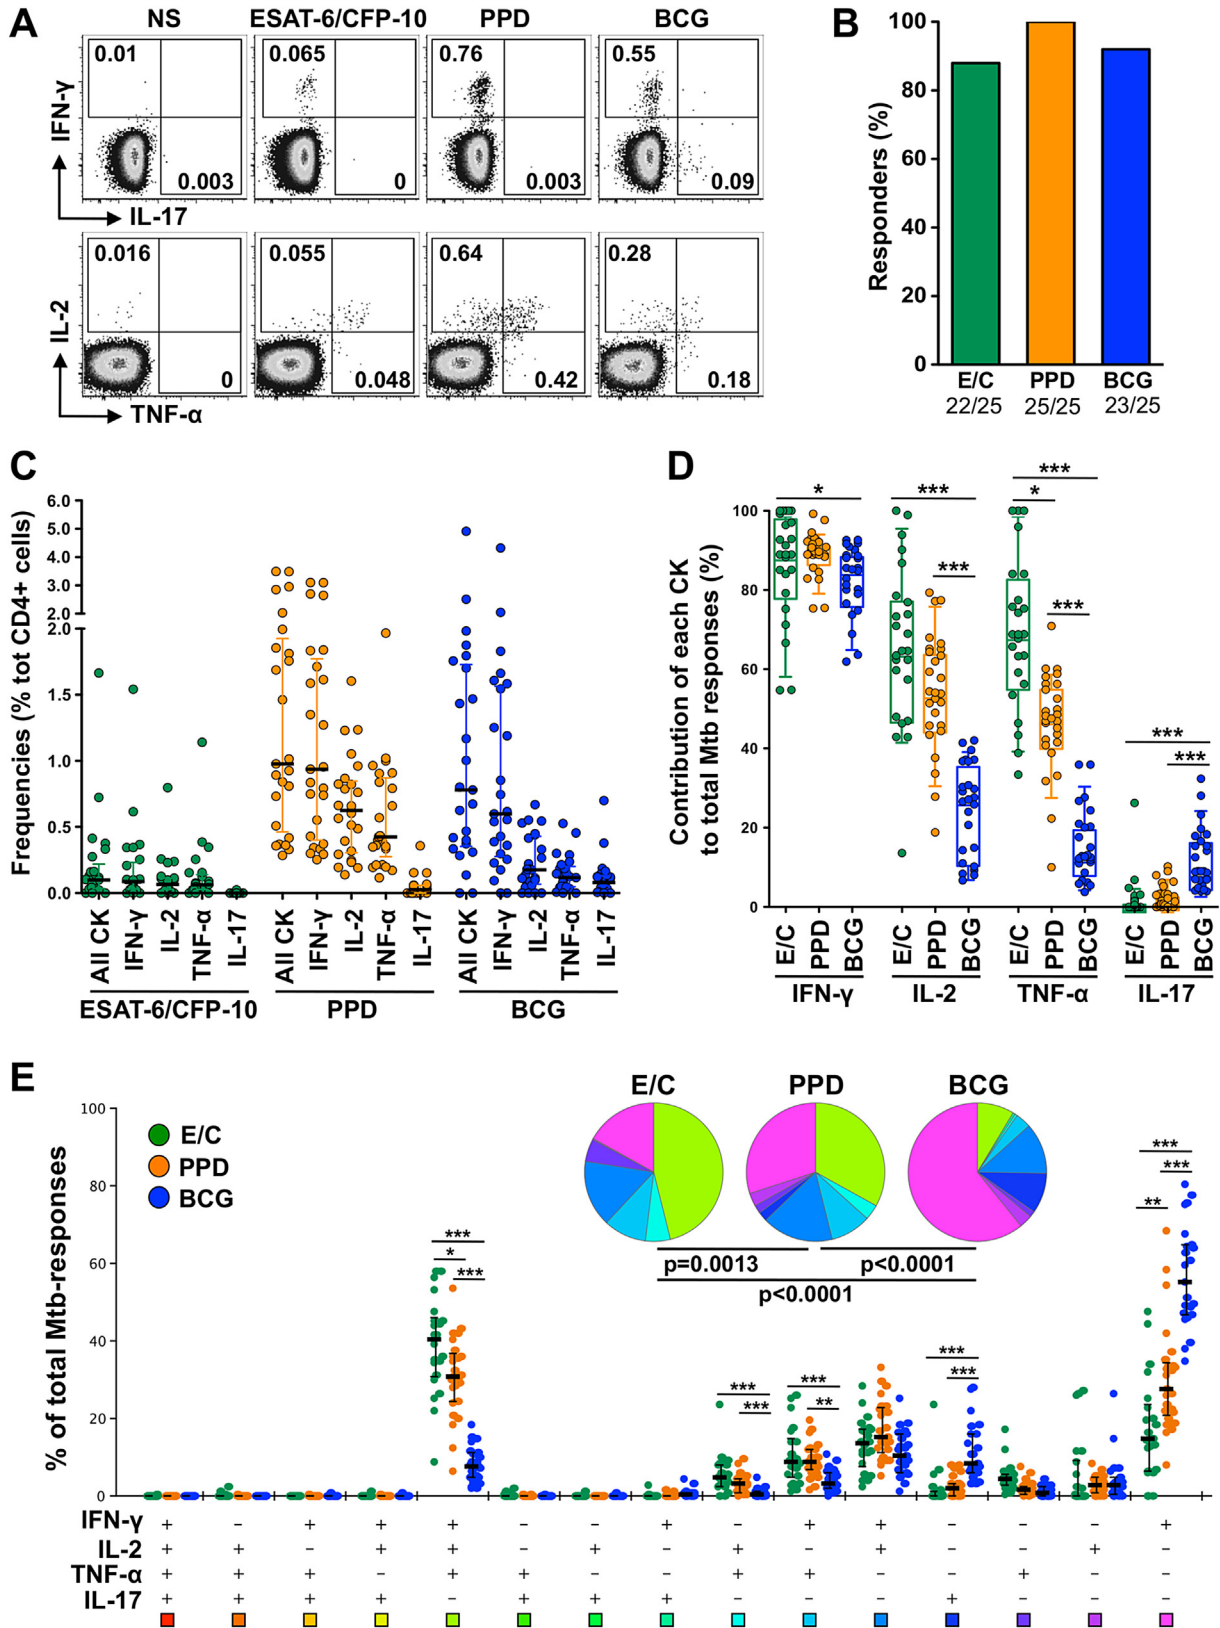 A
NS ESAT-6/CFP-10 PPD BCG
0.01 0.065 0.76 0.55
IFN-γ
0.003 0 0.003 0.09
IL-17
0.016 0.055 0.64 0.28
IL-2
0 0.048 0.42 0.18
TNF-α
B
Responders (%)
100
80
60
40
20
0
E/C PPD BCG
22/25 25/25 23/25
C
Frequencies (% tot CD4+ cells)
6.0
5.0
4.0
3.0
2.0
2.0
1.5
1.0
0.5
0.0
All CK IFN-γ IL-2 TNF-α IL-17 All CK IFN-γ IL-2 TNF-α IL-17 All CK IFN-γ IL-2 TNF-α IL-17
ESAT-6/CFP-10 PPD BCG
D
Contribution of each CK
to total Mtb responses (%)
***
* *** *
*** ***
*** ***
100
80
60
40
20
0
E/C PPD BCG E/C PPD BCG E/C PPD BCG E/C PPD BCG
IFN-γ IL-2 TNF-α IL-17
E
E/C PPD BCG
p=0.0013 p<0.0001
p<0.0001
E/C
PPD
BCG
% of total Mtb-responses
100
80
60
40
20
0
***
*
***
***
***
***
**
***
***
***
***
**
IFN-γ + - + + + - - + - + + - - - +
IL-2 + + - + + - + - + - + - - + -
TNF-α + + + - + + - - + + - - + - -
IL-17 + + + + - + + + - - - + - - -